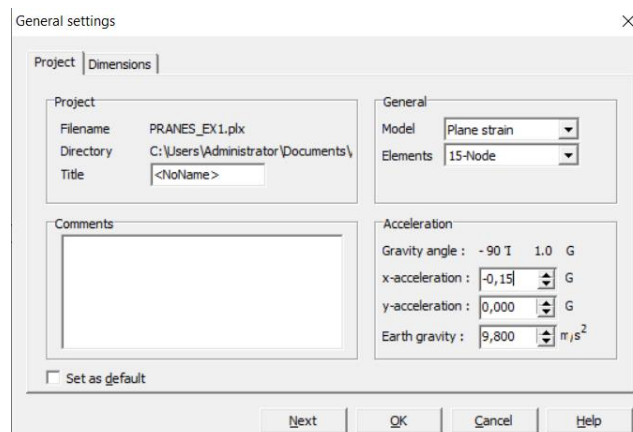 General settings
Project
Dimensions
Project
Filename PRANES_EX1.plx
Directory C:\Users\Administrator\Documents\
Title <NoName>
General
Model Plane strain
Elements 15-Node
Comments
Acceleration
Gravity angle : - 90 1.0 G
x-acceleration : -0,15 G
y-acceleration : 0,000 G
Earth gravity : 9,800 m/s²
Set as default
Next OK Cancel Help